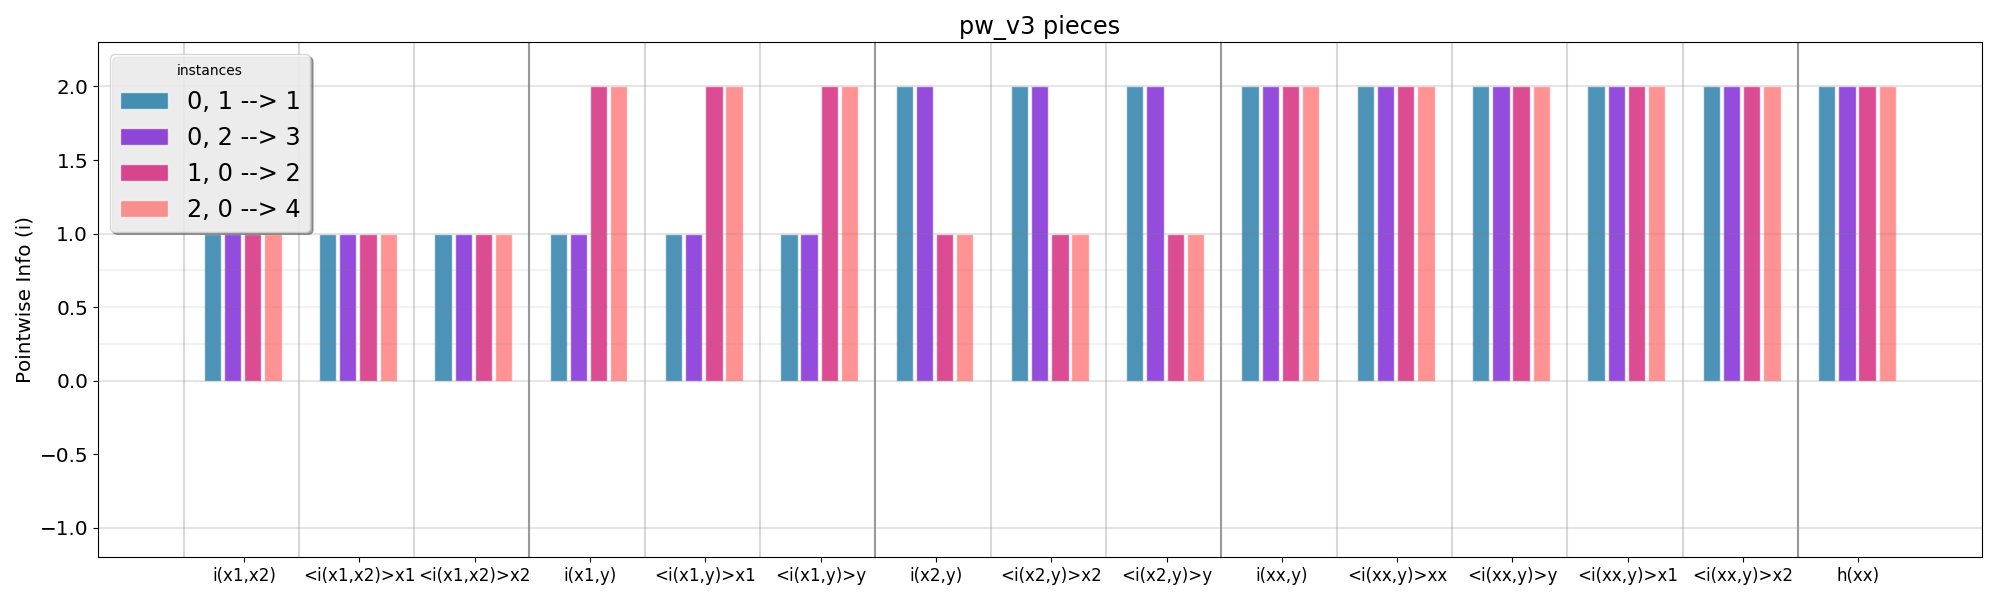 pw_v3 pieces
instances
0, 1 --> 1
0, 2 --> 3
1, 0 --> 2
2, 0 --> 4
Pointwise Info (i)
2.0
1.5
1.0
0.5
0.0
−0.5
−1.0
i(x1,x2) <i(x1,x2)>x1 <i(x1,x2)>x2 i(x1,y) <i(x1,y)>x1 <i(x1,y)>y i(x2,y) <i(x2,y)>x2 <i(x2,y)>y i(xx,y) <i(xx,y)>xx <i(xx,y)>y <i(xx,y)>x1 <i(xx,y)>x2 h(xx)